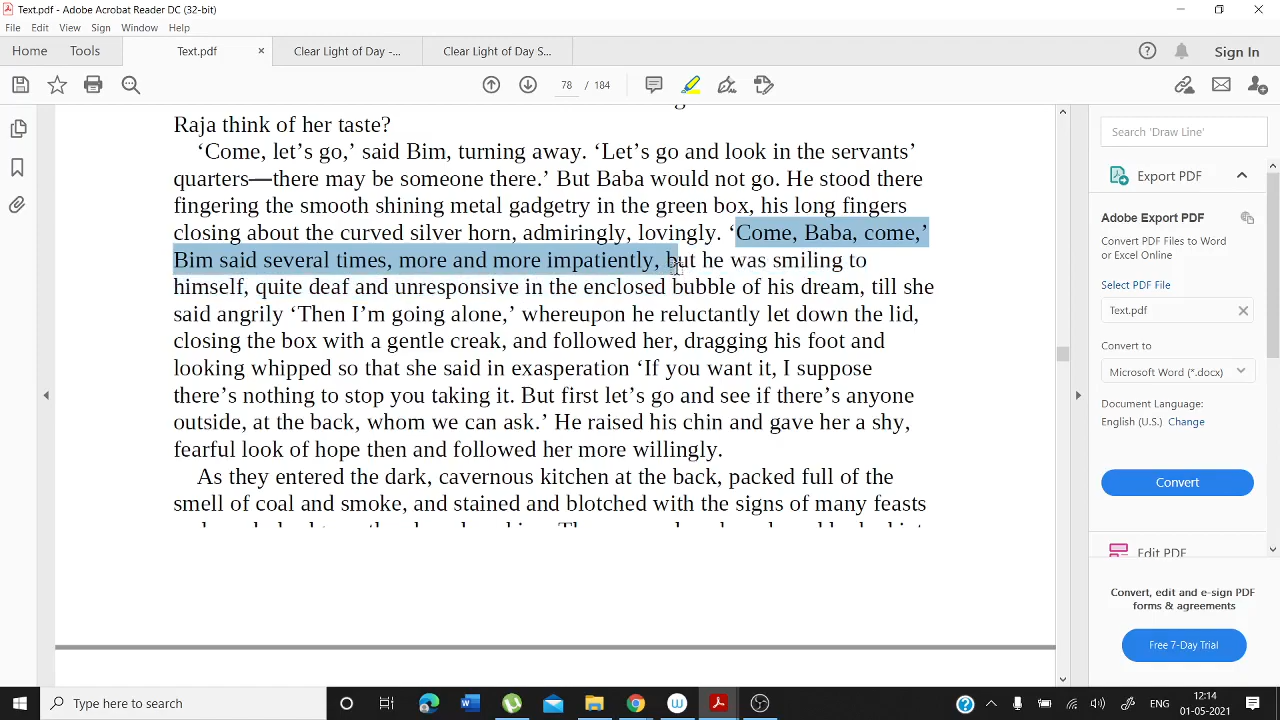 Text.pdf - Adobe Acrobat Reader DC (32-bit)
File Edit View Sign Window Help
Home Tools Text.pdf × Clear Light of Day -... Clear Light of Day S... Sign In
78 / 184
Raja think of her taste?
‘Come, let’s go,’ said Bim, turning away. ‘Let’s go and look in the servants’
quarters—there may be someone there.’ But Baba would not go. He stood there
fingering the smooth shining metal gadgetry in the green box, his long fingers
closing about the curved silver horn, admiringly, lovingly. ‘Come, Baba, come,’
Bim said several times, more and more impatiently, but he was smiling to
himself, quite deaf and unresponsive in the enclosed bubble of his dream, till she
said angrily ‘Then I’m going alone,’ whereupon he reluctantly let down the lid,
closing the box with a gentle creak, and followed her, dragging his foot and
looking whipped so that she said in exasperation ‘If you want it, I suppose
there’s nothing to stop you taking it. But first let’s go and see if there’s anyone
outside, at the back, whom we can ask.’ He raised his chin and gave her a shy,
fearful look of hope then and followed her more willingly.
As they entered the dark, cavernous kitchen at the back, packed full of the
smell of coal and smoke, and stained and blotched with the signs of many feasts
Search 'Draw Line'
Export PDF
Adobe Export PDF
Convert PDF Files to Word
or Excel Online
Select PDF File
Text.pdf
Convert to
Microsoft Word (*.docx)
Document Language:
English (U.S.) Change
Convert
Edit PDF
Convert, edit and e-sign PDF
forms & agreements
Free 7-Day Trial
Type here to search
ENG
12:14
01-05-2021